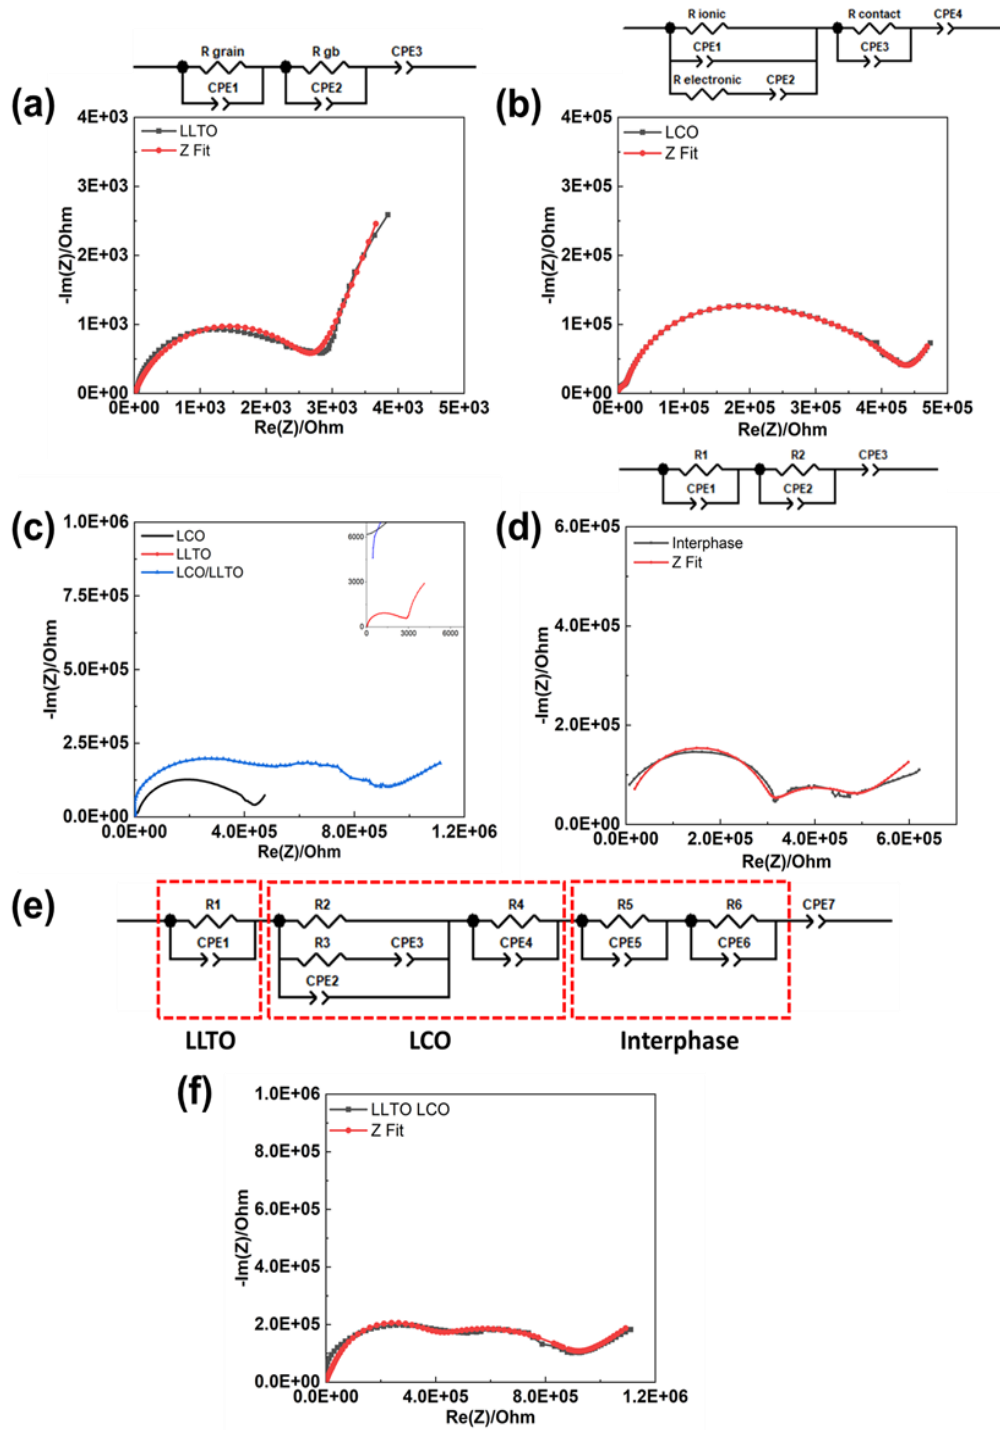 R ionic
R contact
CPE4
CPE1
CPE3
R electronic
CPE2
R grain
R gb
CPE3
CPE1
CPE2
(a)
4E+03
LLTO
Z Fit
3E+03
2E+03
1E+03
0E+00
-Im(Z)/Ohm
0E+00 1E+03 2E+03 3E+03 4E+03 5E+03
Re(Z)/Ohm
(b)
4E+05
LCO
Z Fit
3E+05
2E+05
1E+05
0E+00
-Im(Z)/Ohm
0E+00 1E+05 2E+05 3E+05 4E+05 5E+05
Re(Z)/Ohm
(c)
1.0E+06
LCO
LLTO
LCO/LLTO
7.5E+05
5.0E+05
2.5E+05
0.0E+00
-Im(Z)/Ohm
6000
3000
0
0 3000 6000
0.0E+00 4.0E+05 8.0E+05 1.2E+06
Re(Z)/Ohm
R1
R2
CPE3
CPE1
CPE2
(d)
6.0E+05
Interphase
Z Fit
4.0E+05
2.0E+05
0.0E+00
-Im(Z)/Ohm
0.0E+00 2.0E+05 4.0E+05 6.0E+05
Re(Z)/Ohm
(e)
R1
R2
R4
R5
R6
CPE7
CPE1
R3
CPE3
CPE4
CPE5
CPE6
CPE2
LLTO
LCO
Interphase
(f)
1.0E+06
LLTO LCO
Z Fit
8.0E+05
6.0E+05
4.0E+05
2.0E+05
0.0E+00
-Im(Z)/Ohm
0.0E+00 4.0E+05 8.0E+05 1.2E+06
Re(Z)/Ohm